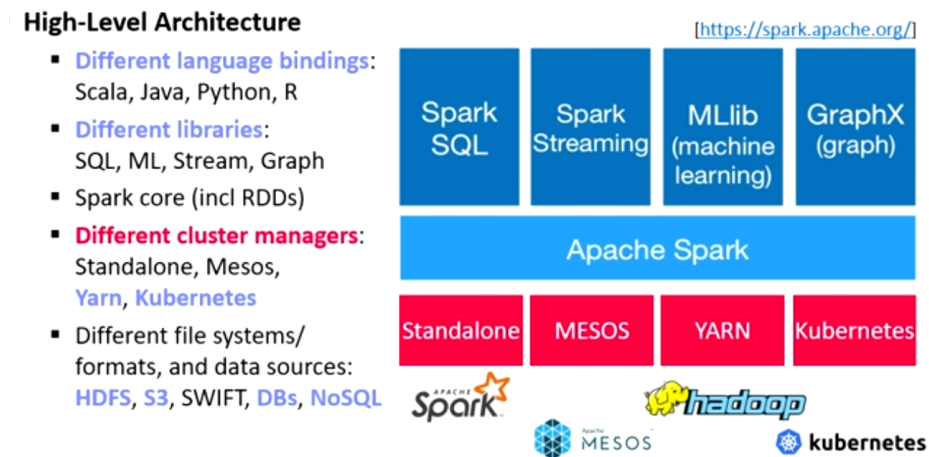 High-Level Architecture
[https://spark.apache.org/]
▪ Different language bindings:
Scala, Java, Python, R
▪ Different libraries:
SQL, ML, Stream, Graph
▪ Spark core (incl RDDs)
▪ Different cluster managers:
Standalone, Mesos,
Yarn, Kubernetes
▪ Different file systems/
formats, and data sources:
HDFS, S3, SWIFT, DBs, NoSQL
Spark
SQL
Spark
Streaming
MLlib
(machine
learning)
GraphX
(graph)
Apache Spark
Standalone
MESOS
YARN
Kubernetes
APACHE
Spark
Apache
MESOS
hadoop
kubernetes